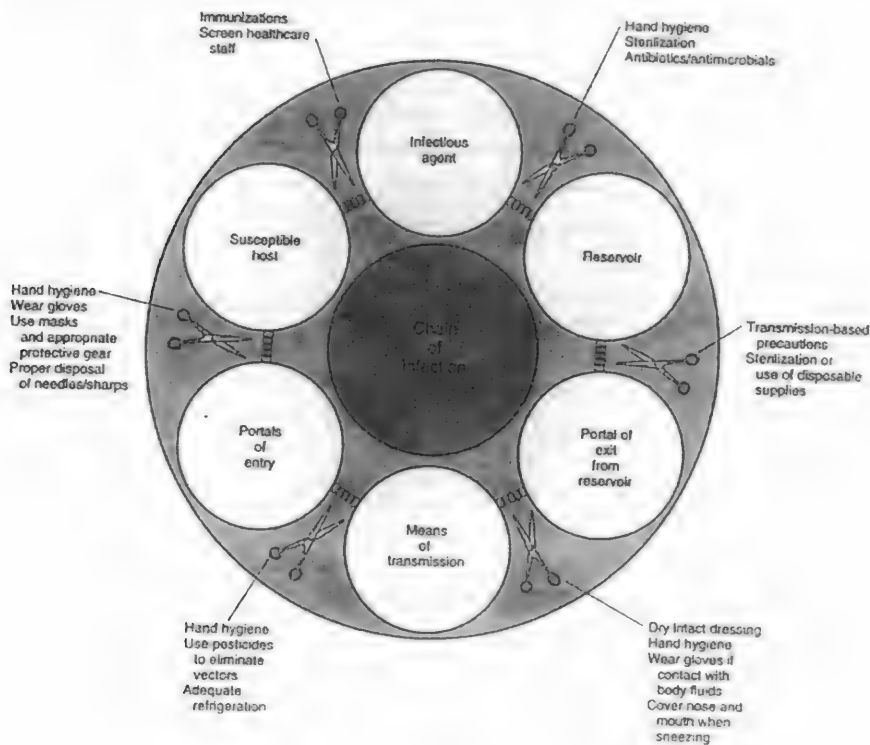 Immunizations
Screen healthcare
staff
Hand hygiene
Sterilization
Antibiotics/antimicrobials
Infectious
agent
Susceptible
host
Reservoir
Hand hygiene
Wear gloves
Use masks
and appropriate
protective gear
Proper disposal
of needles/sharps
Chain
of
infection
Transmission-based
precautions
Sterilization or
use of disposable
supplies
Portals
of
entry
Portal of
exit
from
reservoir
Means
of
transmission
Hand hygiene
Use pesticides
to eliminate
vectors
Adequate
refrigeration
Dry intact dressing
Hand hygiene
Wear gloves if
contact with
body fluids
Cover nose and
mouth when
sneezing